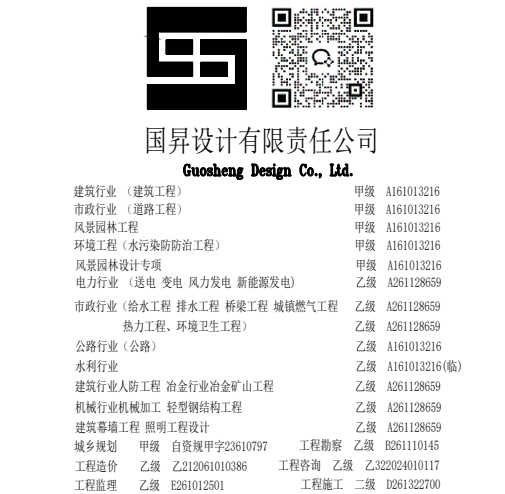 国昇设计有限责任公司
Guosheng Design Co., Ltd.
建筑行业 （建筑工程） 甲级 A161013216
市政行业 （道路工程） 甲级 A161013216
风景园林工程 甲级 A161013216
环境工程（水污染防防治工程） 甲级 A161013216
风景园林设计专项 甲级 A161013216
电力行业 （送电 变电 风力发电 新能源发电) 乙级 A261128659
市政行业（给水工程 排水工程 桥梁工程 城镇燃气工程 乙级 A261128659
热力工程、环境卫生工程） 乙级 A261128659
公路行业（公路） 乙级 A161013216
水利行业 乙级 A161013216(临)
建筑行业人防工程 冶金行业冶金矿山工程 乙级 A261128659
机械行业机械加工 轻型钢结构工程 乙级 A261128659
建筑幕墙工程 照明工程设计 乙级 A261128659
城乡规划 甲级 自资规甲字23610797 工程勘察 乙级 B261110145
工程造价 乙级 乙212061010386 工程咨询 乙级 乙322024010117
工程监理 乙级 E261012501 工程施工 二级 D261322700